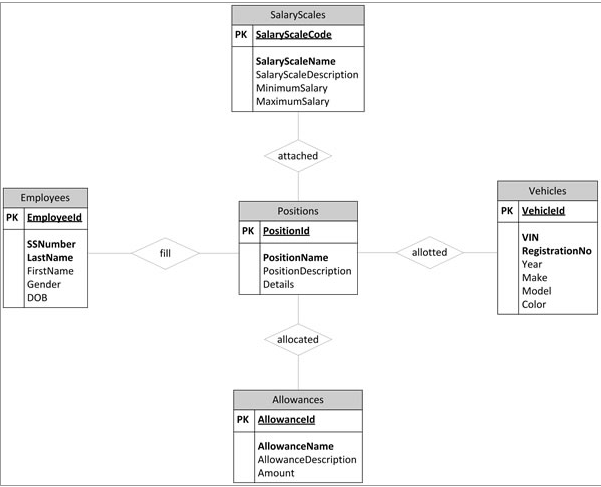 SalaryScales
PK SalaryScaleCode
SalaryScaleName
SalaryScaleDescription
MinimumSalary
MaximumSalary
attached
Employees
PK EmployeeId
SSNumber
LastName
FirstName
Gender
DOB
fill
Positions
PK PositionId
PositionName
PositionDescription
Details
allotted
Vehicles
PK VehicleId
VIN
RegistrationNo
Year
Make
Model
Color
allocated
Allowances
PK AllowanceId
AllowanceName
AllowanceDescription
Amount